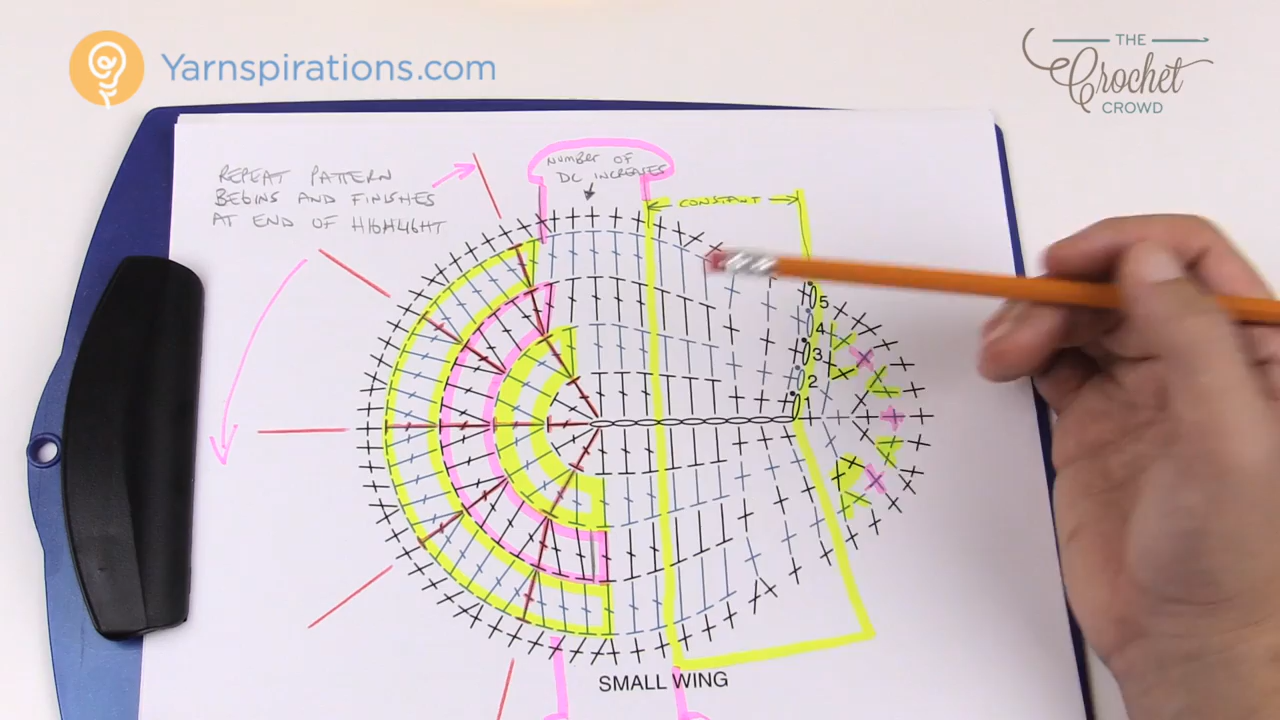 Yarnspirations.com
THE
Crochet
CROWD
NUMBER OF
DC INCREASES
REPEAT PATTERN
BEGINS AND FINISHES
AT END OF HIGHLIGHT
CONSTANT
5
4
3
2
1
SMALL WING